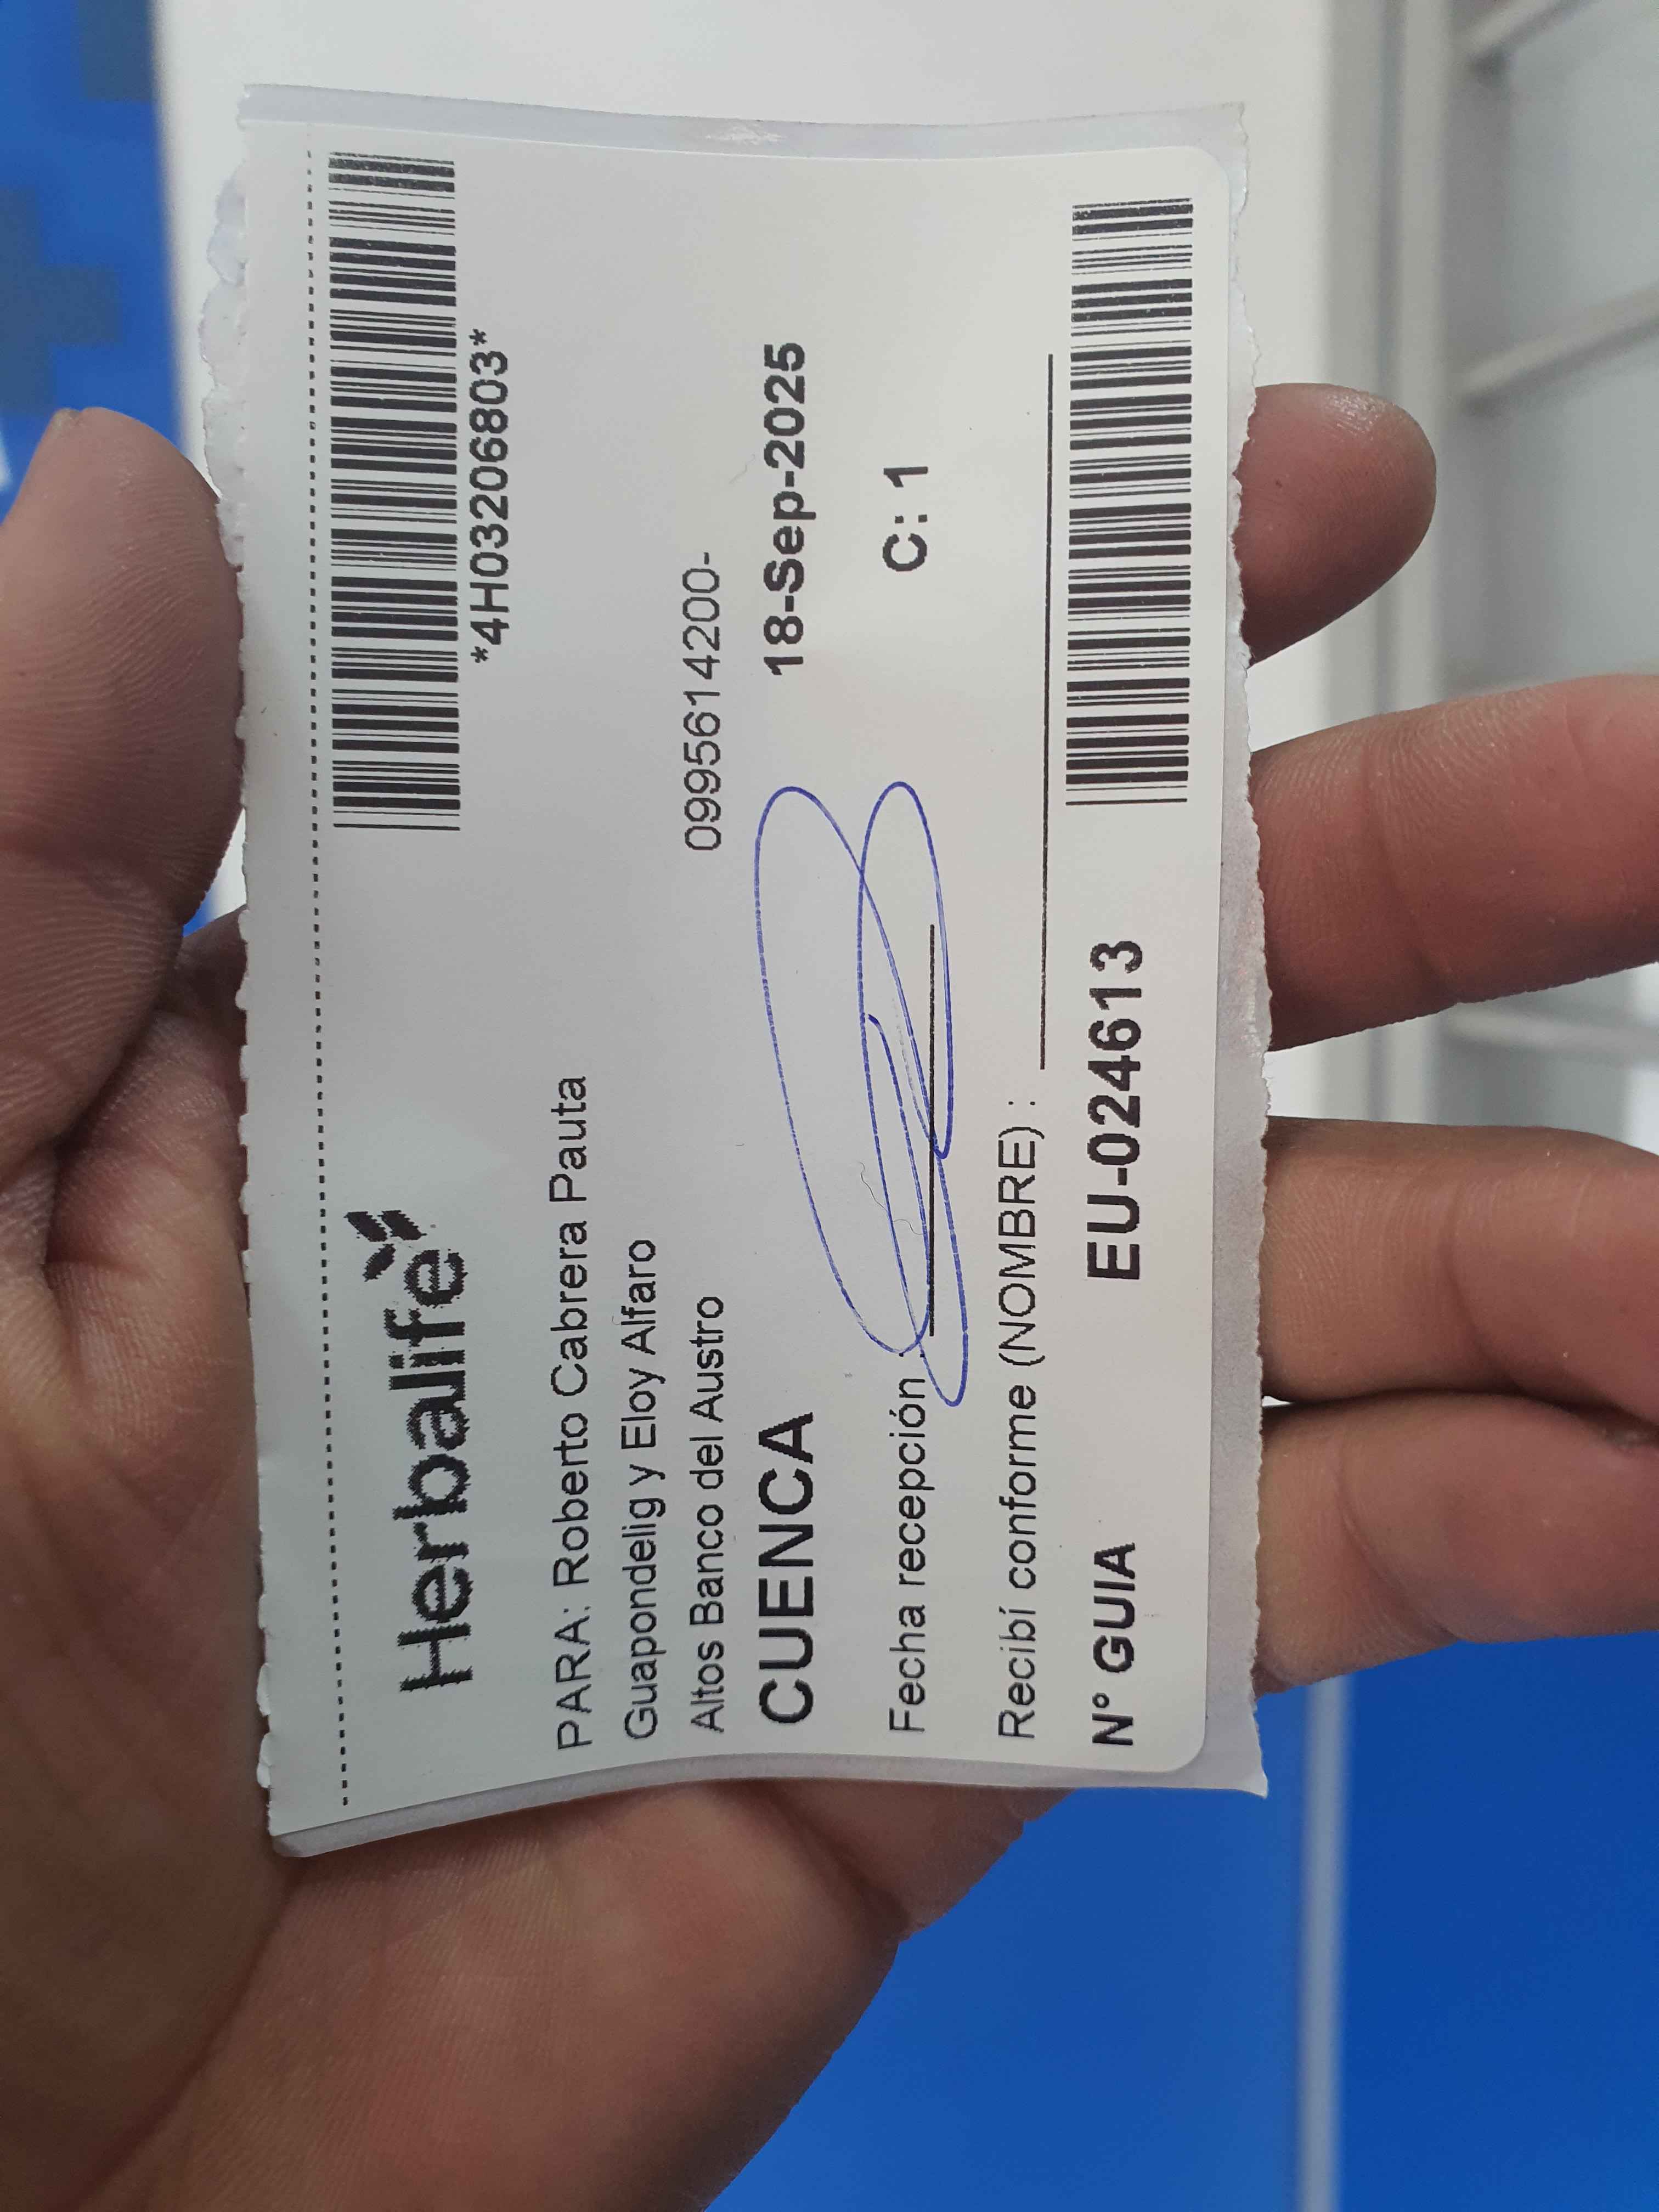 Herbalife
*4H03206803*
PARA: Roberto Cabrera Pauta
Guapondelig y Eloy Alfaro
Altos Banco del Austro 0995614200-
CUENCA 18-Sep-2025
Fecha recepción : C: 1
Recibí conforme (NOMBRE) :
N° GUIA EU-024613